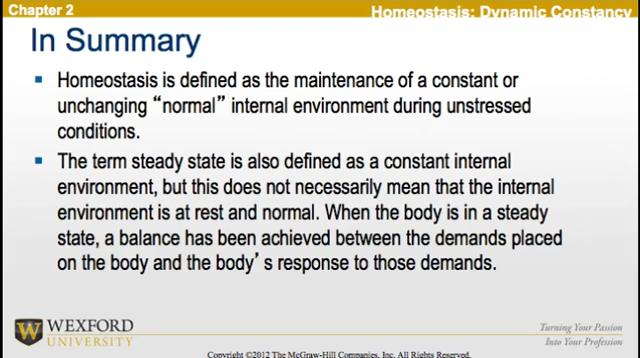 Chapter 2
Homeostasis: Dynamic Constancy
In Summary
Homeostasis is defined as the maintenance of a constant or
unchanging “normal” internal environment during unstressed
conditions.
The term steady state is also defined as a constant internal
environment, but this does not necessarily mean that the internal
environment is at rest and normal. When the body is in a steady
state, a balance has been achieved between the demands placed
on the body and the body’s response to those demands.
W
WEXFORD
UNIVERSITY
Turning Your Passion
Into Your Profession
Copyright ©2012 The McGraw-Hill Companies, Inc. All Rights Reserved.